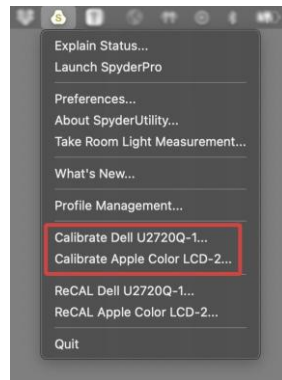 Explain Status...
Launch SpyderPro
Preferences...
About SpyderUtility...
Take Room Light Measurement...
What's New...
Profile Management...
Calibrate Dell U2720Q-1...
Calibrate Apple Color LCD-2...
ReCAL Dell U2720Q-1...
ReCAL Apple Color LCD-2...
Quit